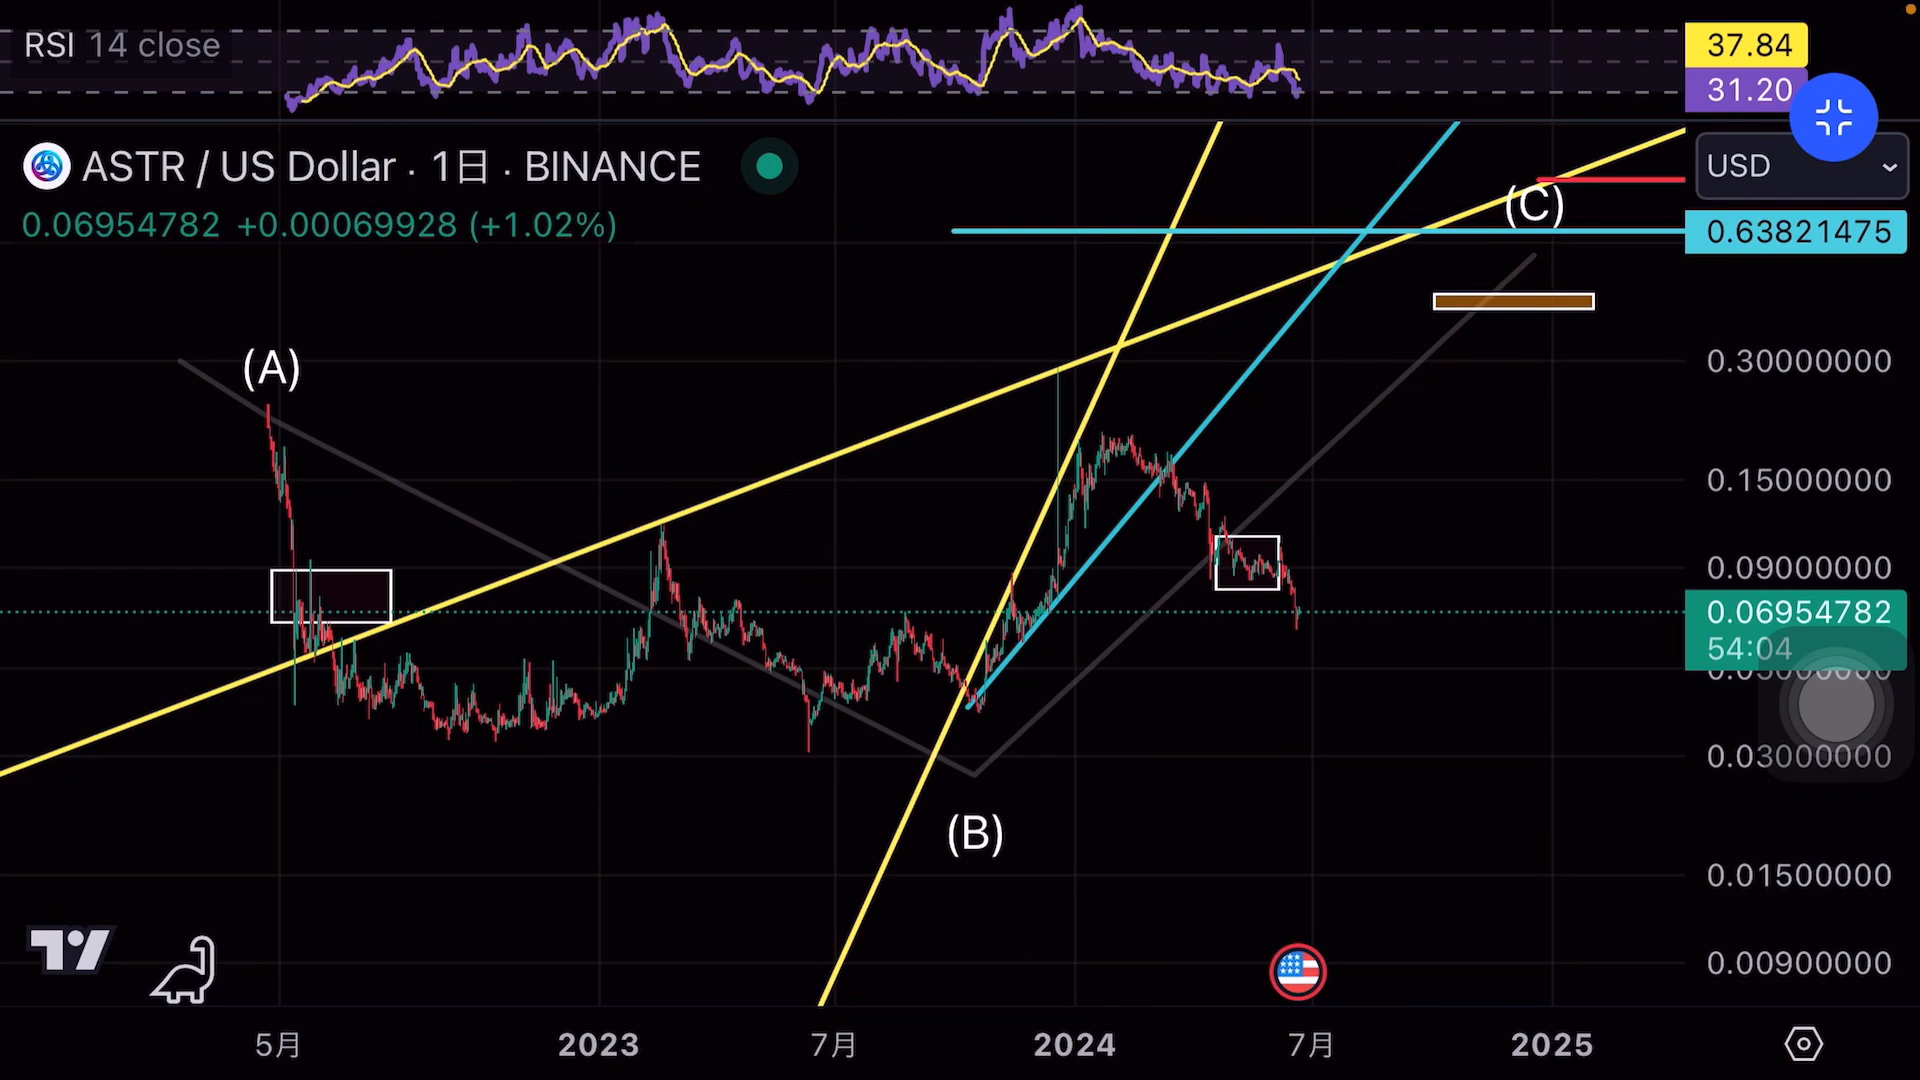 RSI 14 close
37.84
31.20
ASTR / US Dollar · 1日 · BINANCE
USD
0.06954782 +0.00069928 (+1.02%)
(C)
0.63821475
(A)
0.30000000
0.15000000
0.09000000
0.06954782
54:04
0.05000000
0.03000000
(B)
0.01500000
0.00900000
5月 2023 7月 2024 7月 2025